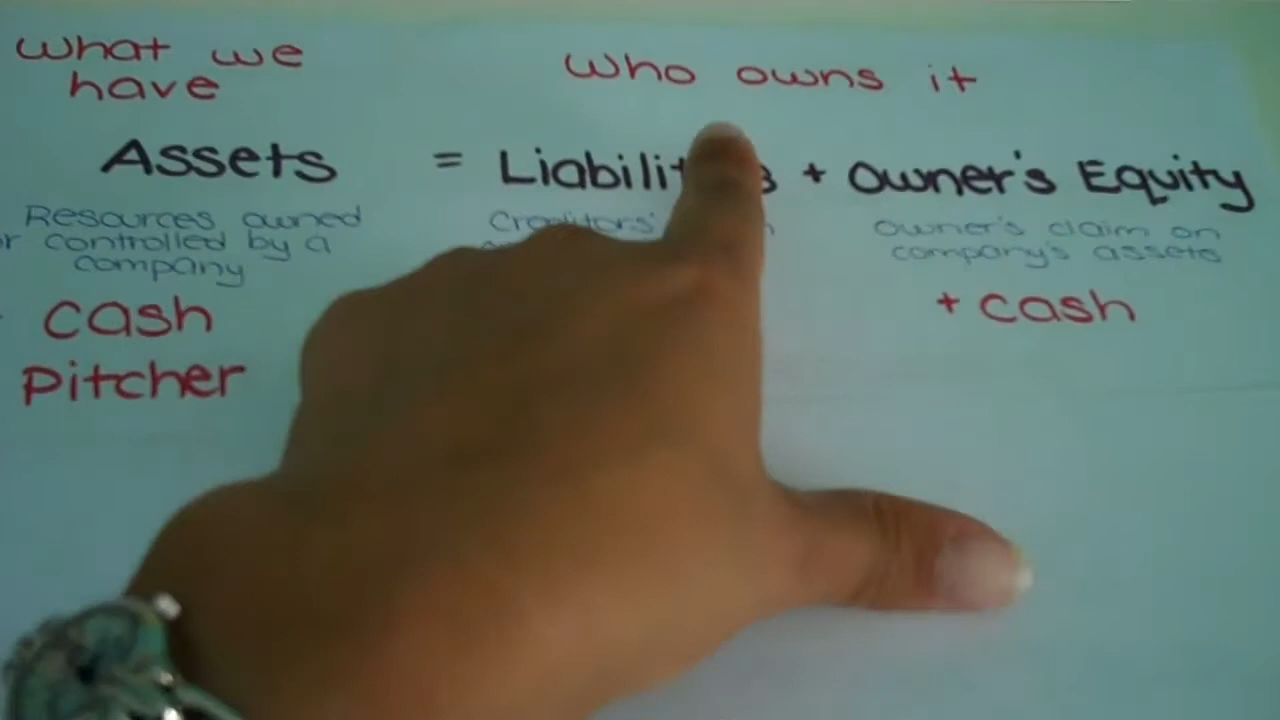 what we
have
who owns it
Assets = + Owner's Equity
Resources owned
controlled by a
company
Creditors'
Owner's claim on
company's assets
cash
+ cash
Pitcher